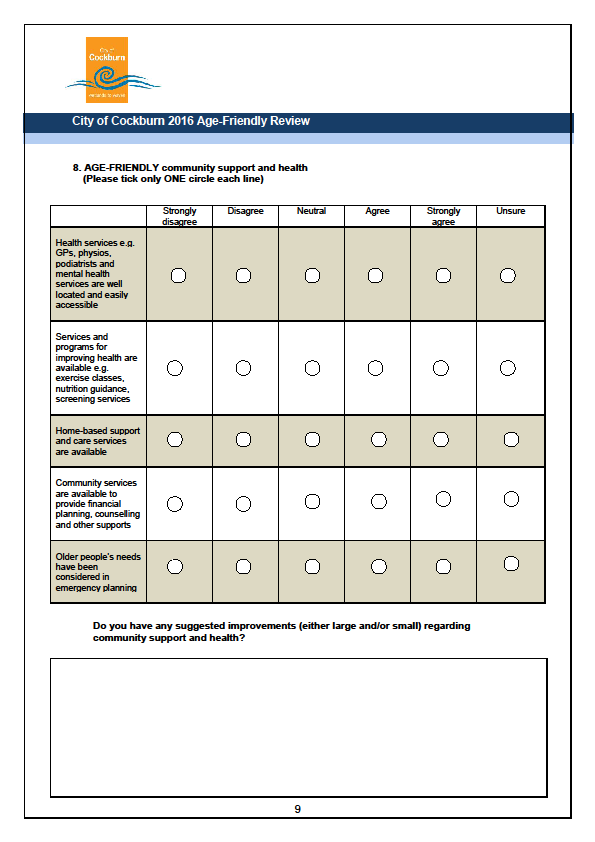 City of
Cockburn
City of Cockburn 2016 Age-Friendly Review
8. AGE-FRIENDLY community support and health
(Please tick only ONE circle each line)
Strongly
disagree
Disagree
Neutral
Agree
Strongly
agree
Unsure
Health services e.g.
GPs, physios,
podiatrists and
mental health
services are well
located and easily
accessible
Services and
programs for
improving health are
available e.g.
exercise classes,
nutrition guidance,
screening services
Home-based support
and care services
are available
Community services
are available to
provide financial
planning, counselling
and other supports
Older people's needs
have been
considered in
emergency planning
Do you have any suggested improvements (either large and/or small) regarding
community support and health?
9